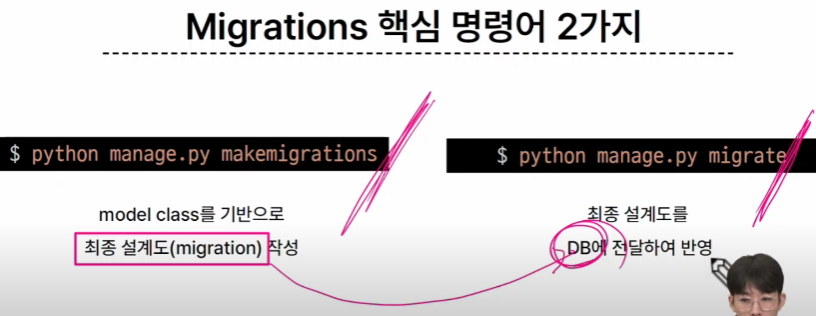 Migrations 핵심 명령어 2가지
$ python manage.py makemigrations
model class를 기반으로
최종 설계도(migration) 작성
$ python manage.py migrate
최종 설계도를
DB에 전달하여 반영